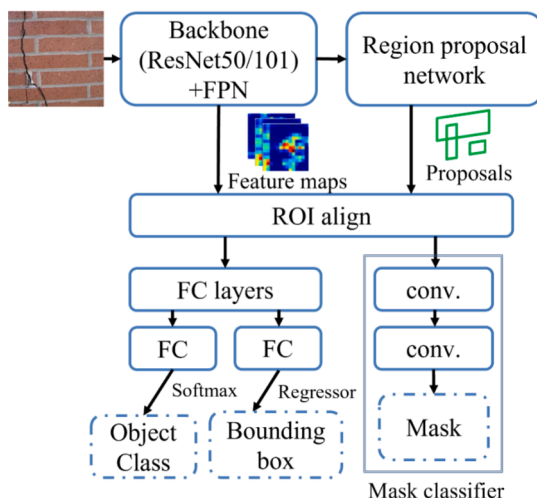 Backbone
(ResNet50/101)
+FPN
Region proposal
network
Feature maps
Proposals
ROI align
FC layers
conv.
FC
FC
conv.
Softmax
Regressor
Object
Class
Bounding
box
Mask
Mask classifier